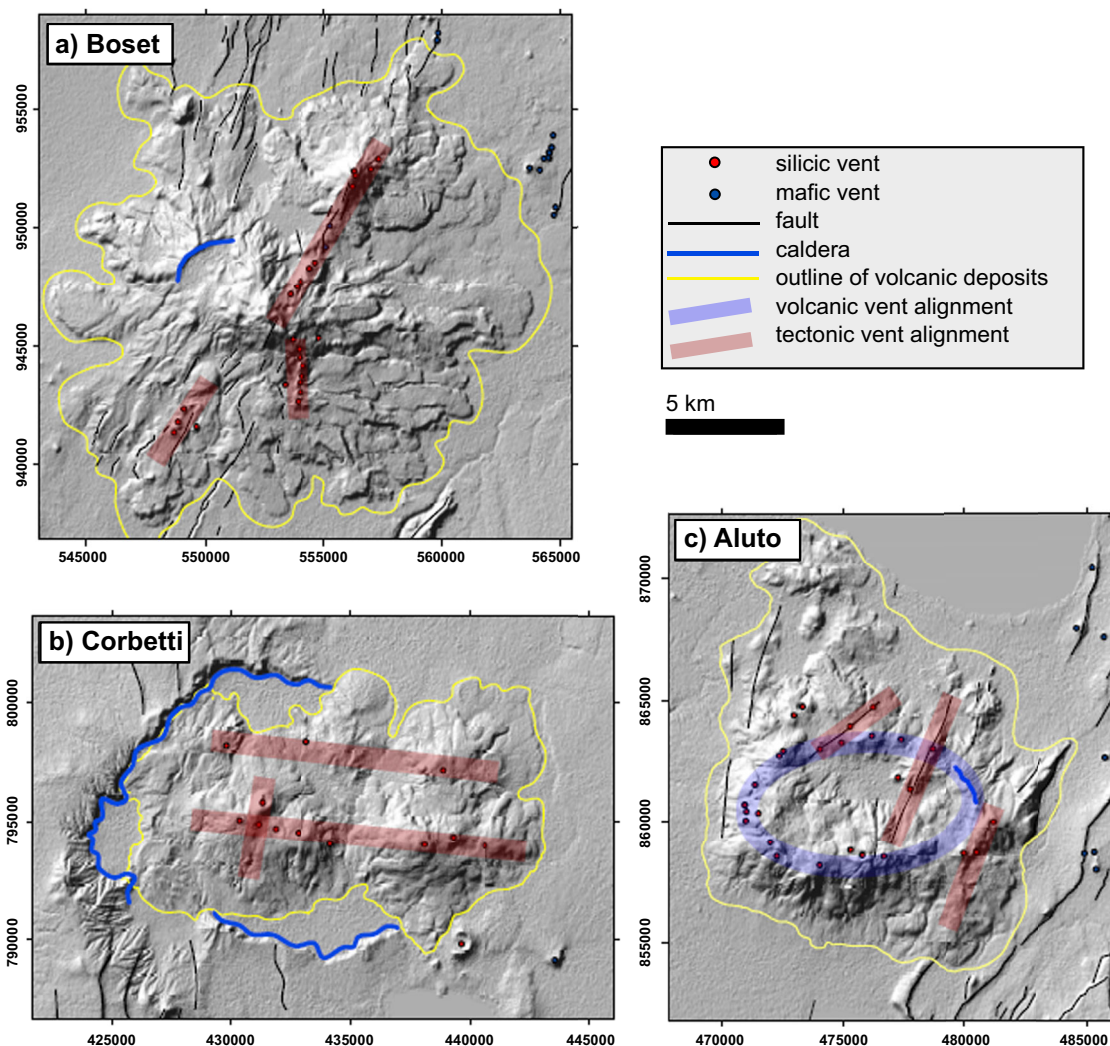 a) Boset
955000
950000
945000
940000
545000 550000 555000 560000 565000
silicic vent
mafic vent
fault
caldera
outline of volcanic deposits
volcanic vent alignment
tectonic vent alignment
5 km
b) Corbetti
800000
795000
790000
425000 430000 435000 440000 445000
c) Aluto
870000
865000
860000
855000
470000 475000 480000 485000